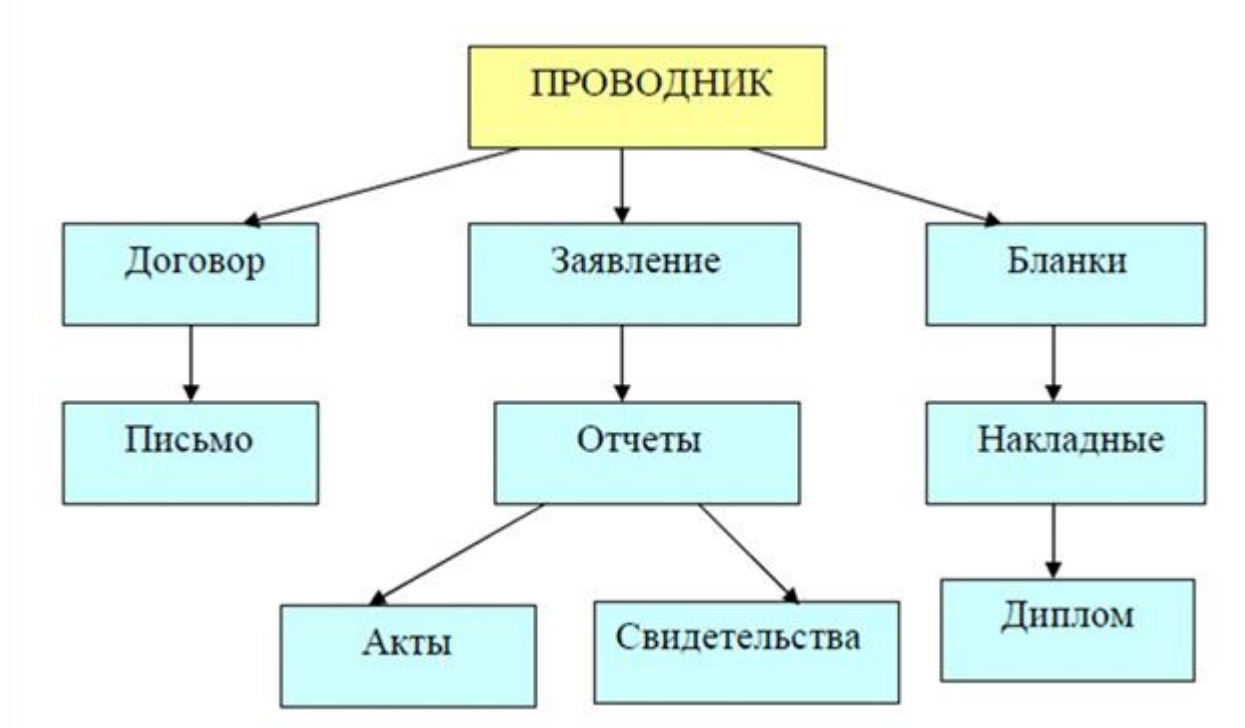 ПРОВОДНИК
Договор
Заявление
Бланки
Письмо
Отчеты
Накладные
Акты
Свидетельства
Диплом